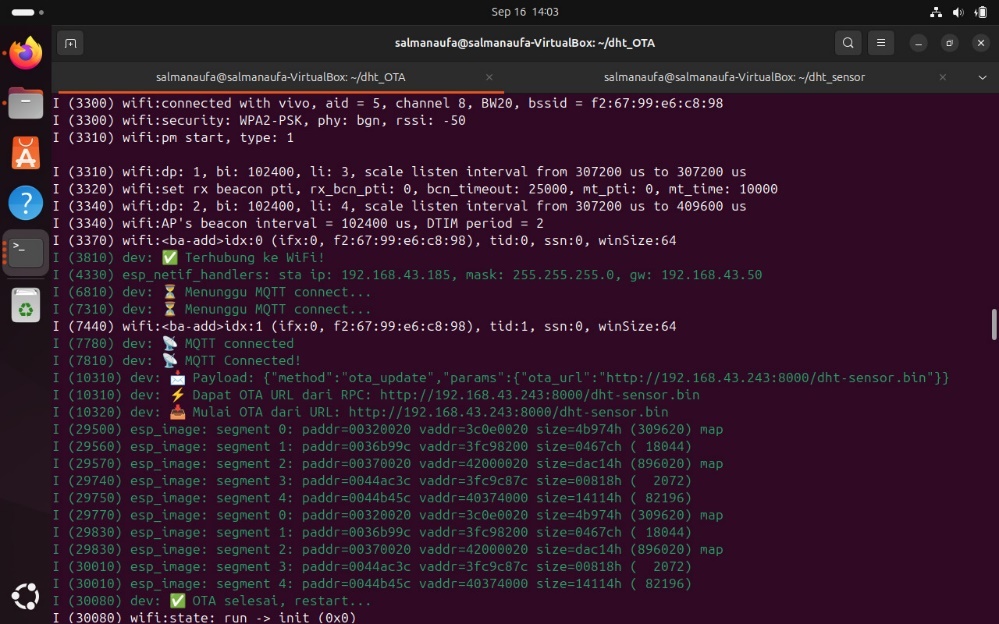 Sep 16 14:03
salmanaufa@salmanaufa-VirtualBox: ~/dht_OTA
salmanaufa@salmanaufa-VirtualBox: ~/dht_OTA
salmanaufa@salmanaufa-VirtualBox: ~/dht_sensor
I (3300) wifi:connected with vivo, aid = 5, channel 8, BW20, bssid = f2:67:99:e6:c8:98
I (3300) wifi:security: WPA2-PSK, phy: bgn, rssi: -50
I (3310) wifi:pm start, type: 1
I (3310) wifi:dp: 1, bi: 102400, li: 3, scale listen interval from 307200 us to 307200 us
I (3320) wifi:set rx beacon pti, rx_bcn_pti: 0, bcn_timeout: 25000, mt_pti: 0, mt_time: 10000
I (3340) wifi:dp: 2, bi: 102400, li: 4, scale listen interval from 307200 us to 409600 us
I (3340) wifi:AP's beacon interval = 102400 us, DTIM period = 2
I (3370) wifi:<ba-add>idx:0 (ifx:0, f2:67:99:e6:c8:98), tid:0, ssn:0, winSize:64
I (3810) dev: ✅ Terhubung ke WiFi!
I (4330) esp_netif_handlers: sta ip: 192.168.43.185, mask: 255.255.255.0, gw: 192.168.43.50
I (6810) dev: ⏳ Menunggu MQTT connect...
I (7310) dev: ⏳ Menunggu MQTT connect...
I (7440) wifi:<ba-add>idx:1 (ifx:0, f2:67:99:e6:c8:98), tid:1, ssn:0, winSize:64
I (7780) dev: 📡 MQTT connected
I (7810) dev: 📡 MQTT Connected!
I (10310) dev: 📩 Payload: {"method":"ota_update","params":{"ota_url":"http://192.168.43.243:8000/dht-sensor.bin"}}
I (10310) dev: ⚡ Dapat OTA URL dari RPC: http://192.168.43.243:8000/dht-sensor.bin
I (10320) dev: 📥 Mulai OTA dari URL: http://192.168.43.243:8000/dht-sensor.bin
I (29500) esp_image: segment 0: paddr=00320020 vaddr=3c0e0020 size=4b974h (309620) map
I (29560) esp_image: segment 1: paddr=0036b99c vaddr=3fc98200 size=0467ch ( 18044)
I (29570) esp_image: segment 2: paddr=00370020 vaddr=42000020 size=dac14h (896020) map
I (29740) esp_image: segment 3: paddr=0044ac3c vaddr=3fc9c87c size=00818h (  2072)
I (29750) esp_image: segment 4: paddr=0044b45c vaddr=40374000 size=14114h ( 82196)
I (29770) esp_image: segment 0: paddr=00320020 vaddr=3c0e0020 size=4b974h (309620) map
I (29830) esp_image: segment 1: paddr=0036b99c vaddr=3fc98200 size=0467ch ( 18044)
I (29830) esp_image: segment 2: paddr=00370020 vaddr=42000020 size=dac14h (896020) map
I (30010) esp_image: segment 3: paddr=0044ac3c vaddr=3fc9c87c size=00818h (  2072)
I (30010) esp_image: segment 4: paddr=0044b45c vaddr=40374000 size=14114h ( 82196)
I (30080) dev: ✅ OTA selesai, restart...
I (30080) wifi:state: run -> init (0x0)